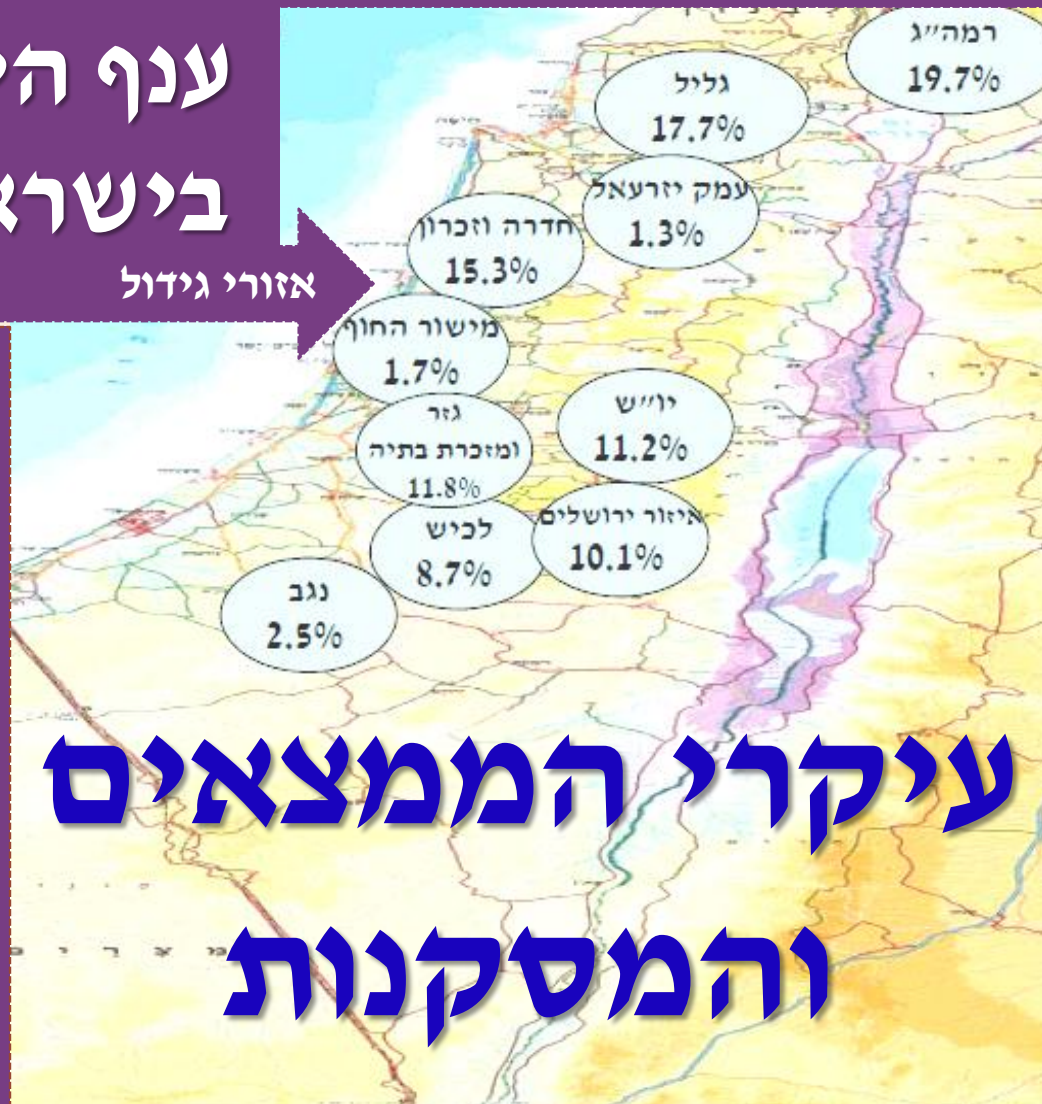 ענף הי
בישרא
אזורי גידול
רמה״ג
19.7%
גליל
17.7%
עמק יזרעאל
1.3%
חדרה וזכרון
15.3%
מישור החוף
1.7%
גזר
ומזכרת בתיה
11.8%
יו״ש
11.2%
איזור ירושלים
10.1%
לכיש
8.7%
נגב
2.5%
עיקרי הממצאים
והמסקנות
סיני